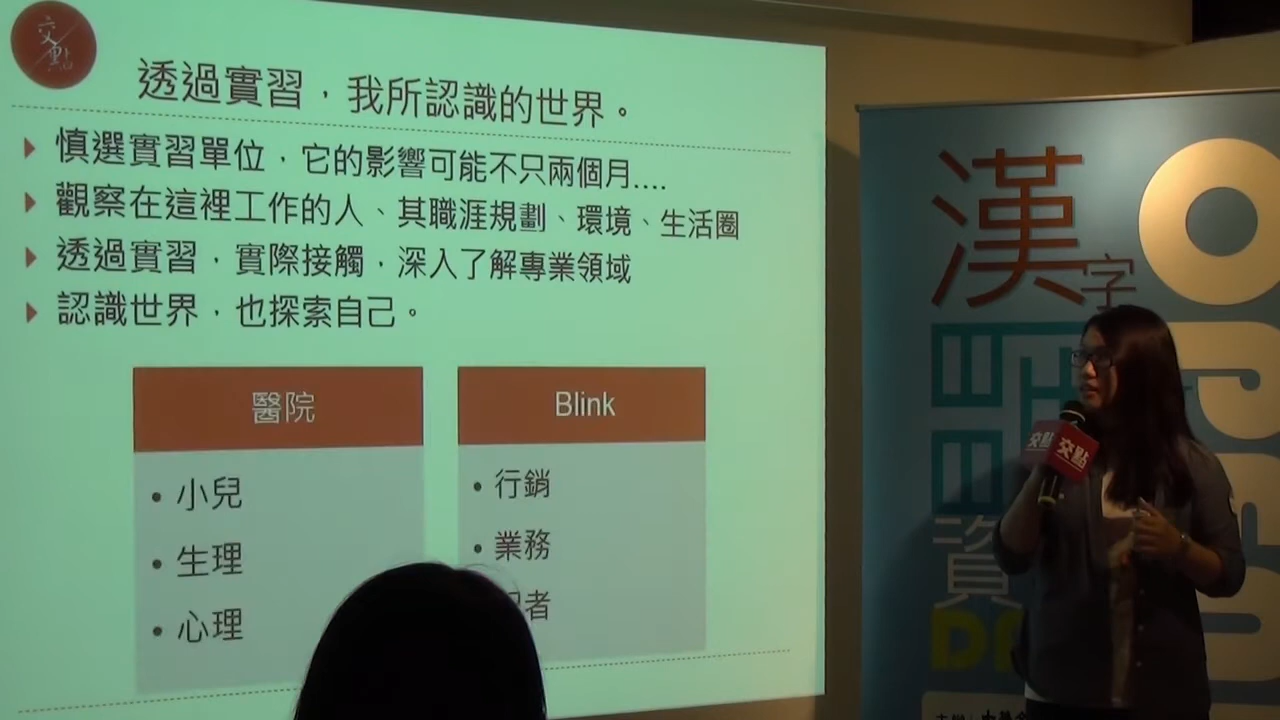 交點
透過實習，我所認識的世界。
慎選實習單位，它的影響可能不只兩個月....
觀察在這裡工作的人、其職涯規劃、環境、生活圈
透過實習，實際接觸，深入了解專業領域
認識世界，也探索自己。
醫院
• 小兒
• 生理
• 心理
Blink
• 行銷
• 業務
者
漢字
資
交點
交點